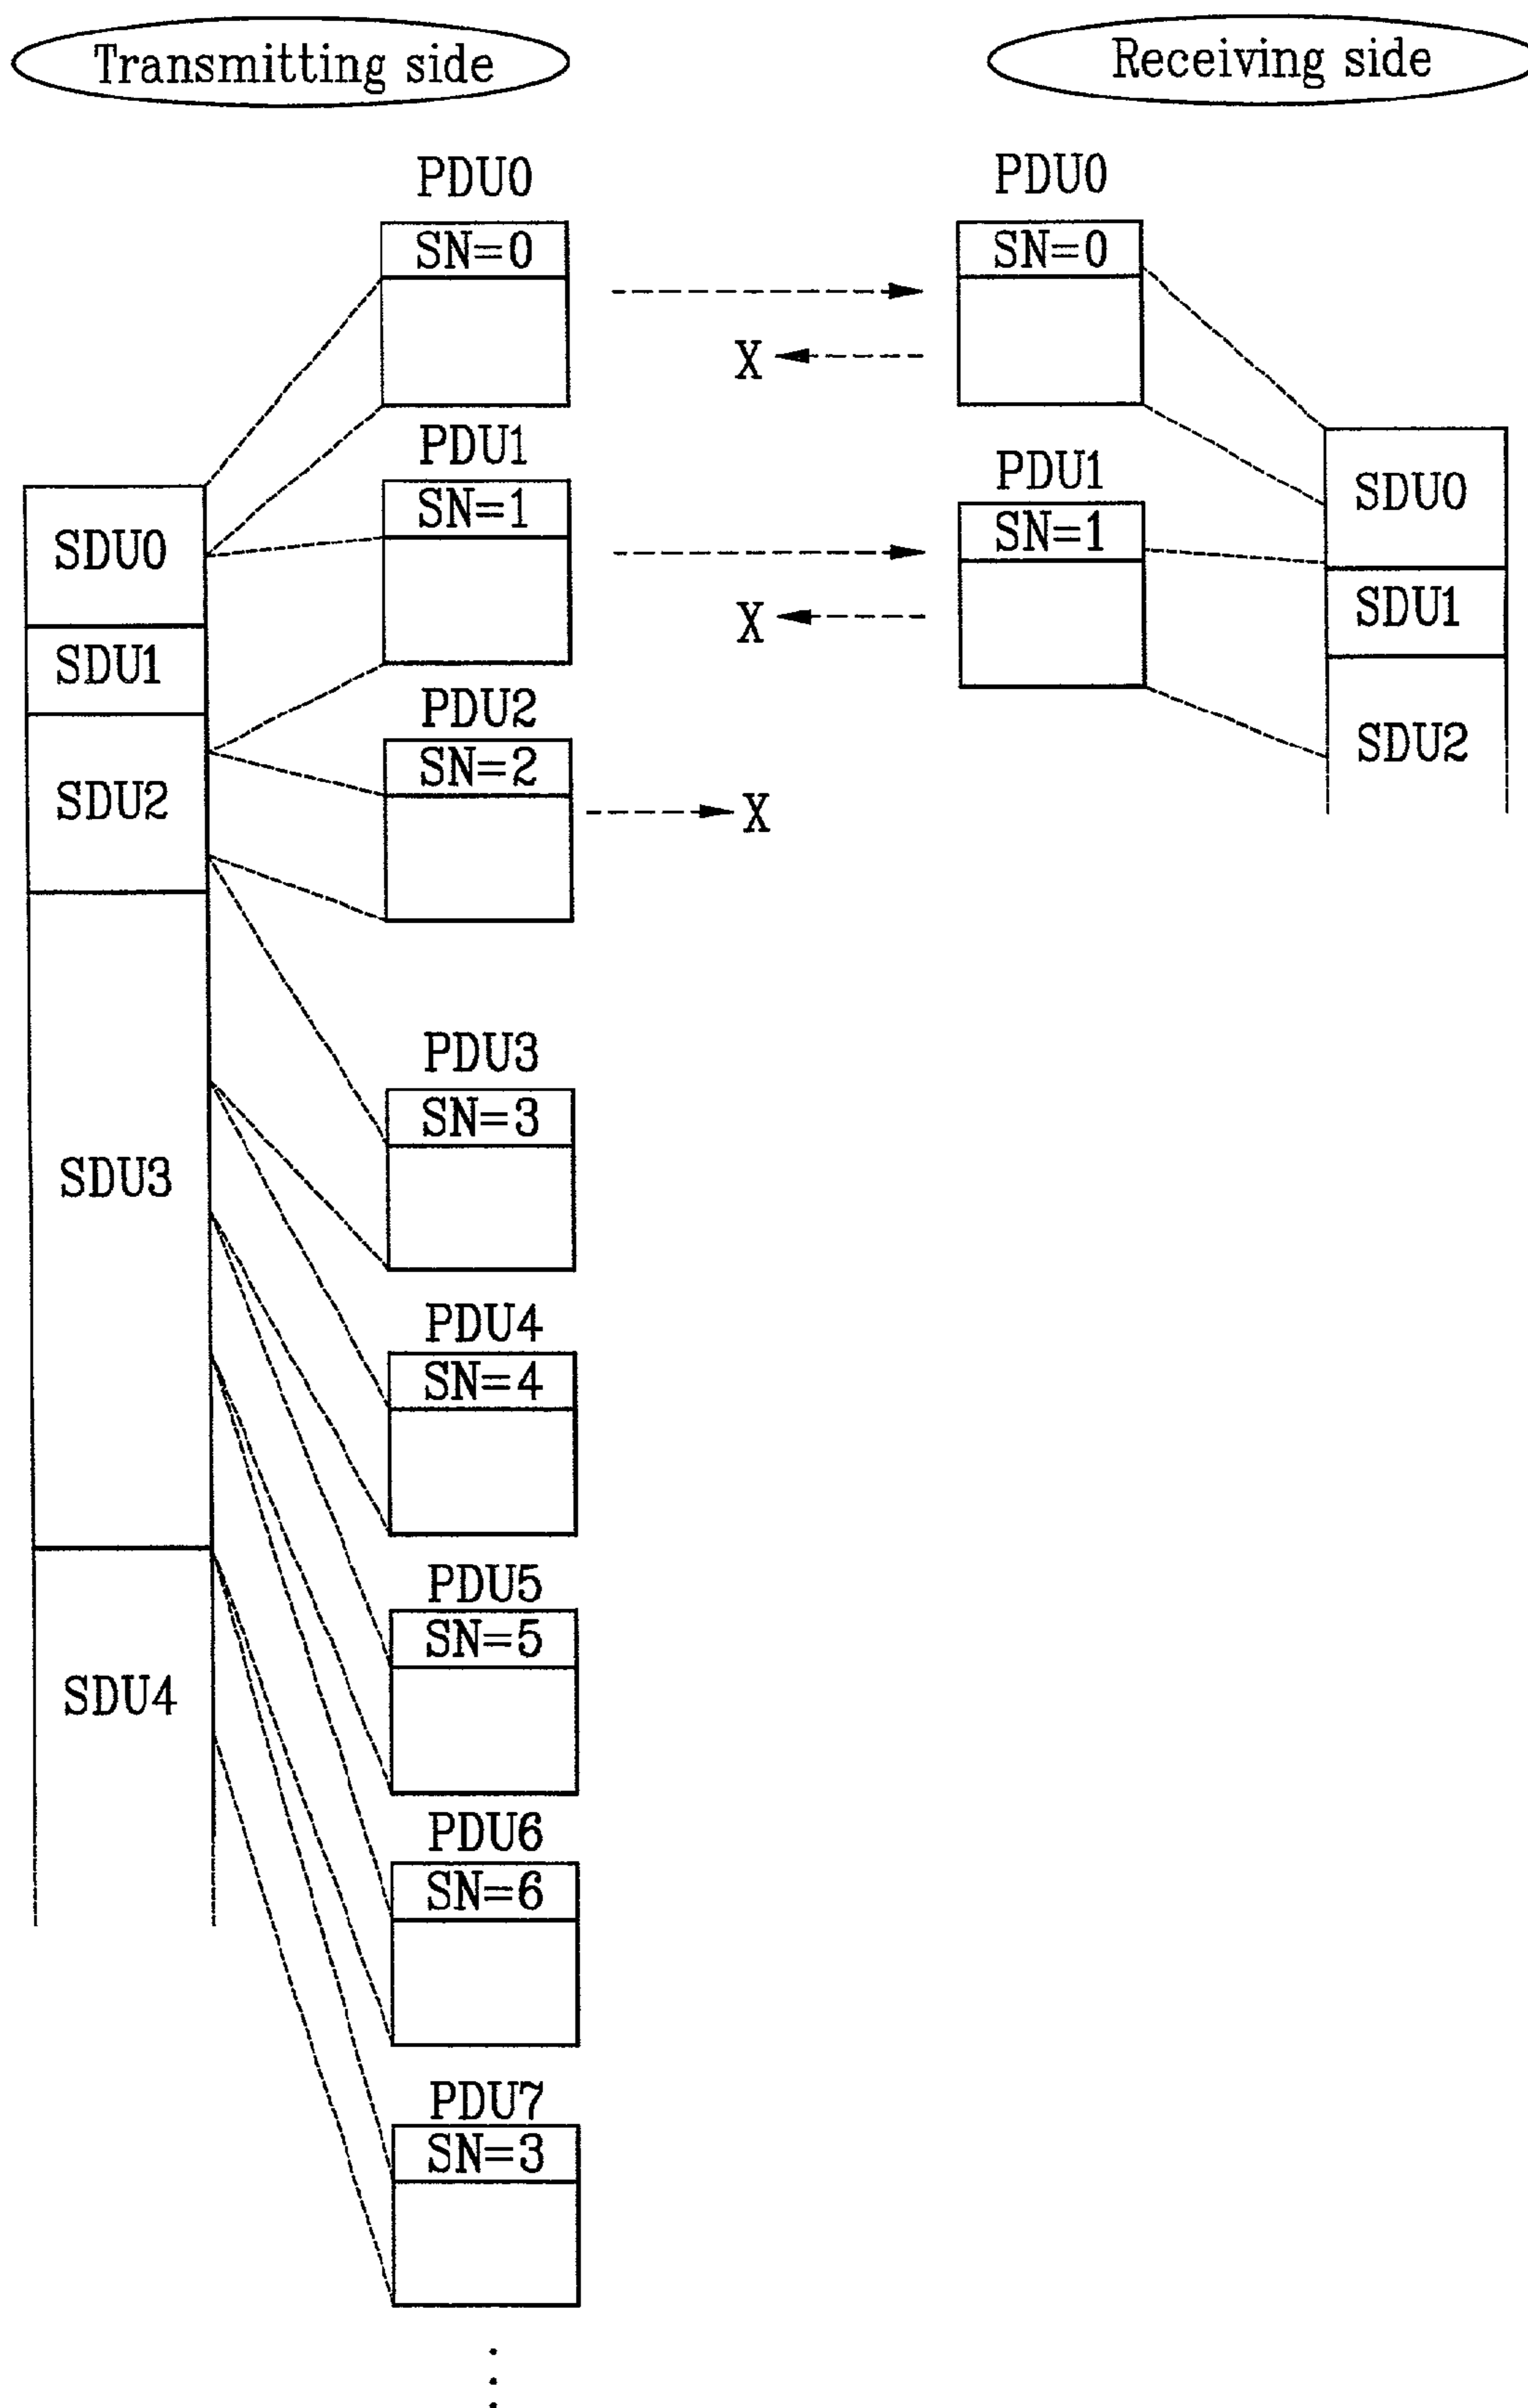 Transmitting side
Receiving side
PDU0
SN=0
PDU0
SN=0
X
SDU0
SDU1
SDU2
SDU3
SDU4
PDU1
SN=1
PDU1
SN=1
X
SDU0
SDU1
SDU2
PDU2
SN=2
X
PDU3
SN=3
PDU4
SN=4
PDU5
SN=5
PDU6
SN=6
PDU7
SN=3